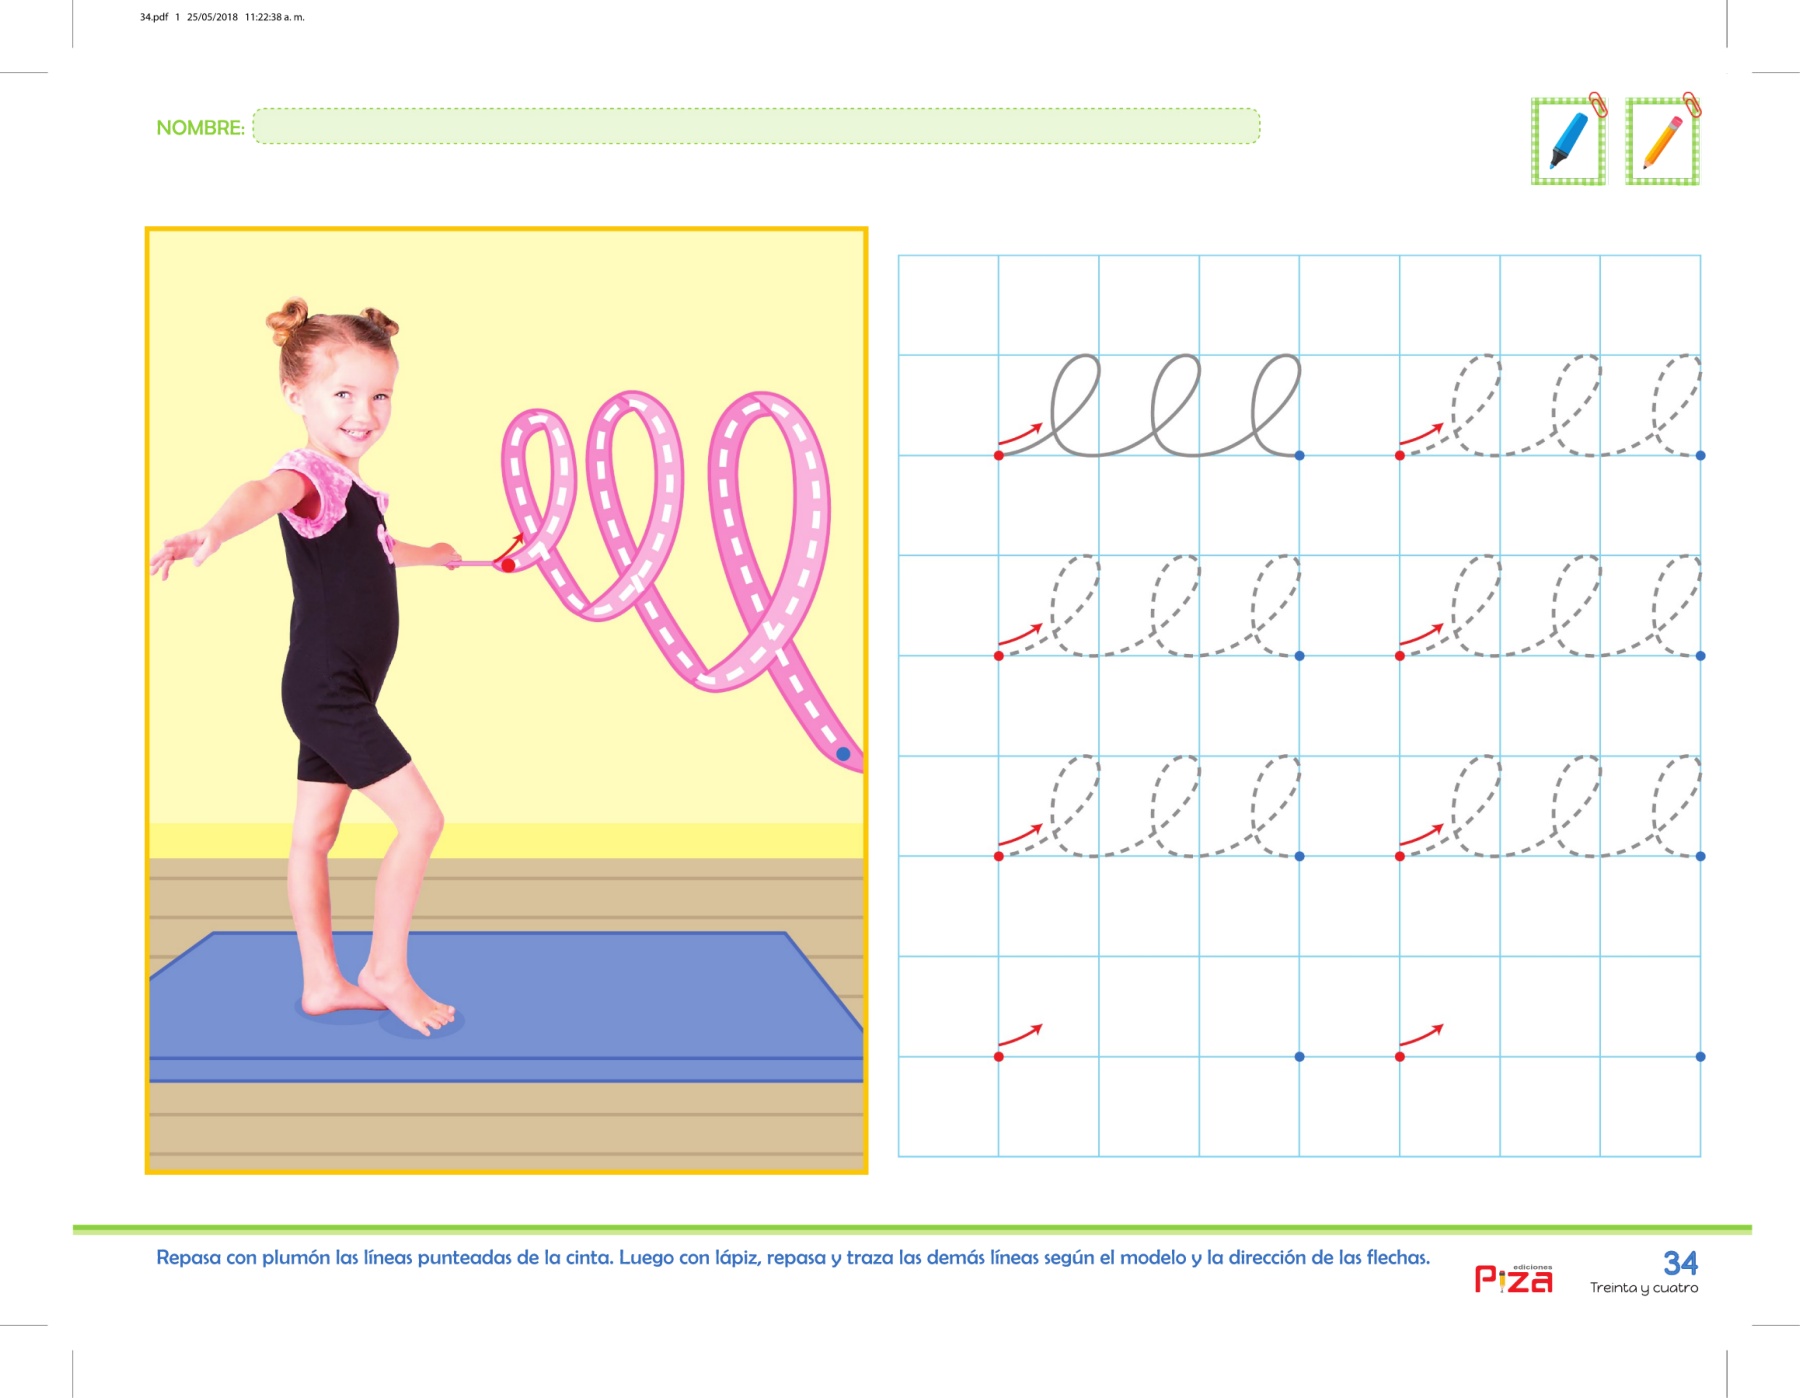 34.pdf 1 25/05/2018 11:22:38 a. m.
NOMBRE:
Repasa con plumón las líneas punteadas de la cinta. Luego con lápiz, repasa y traza las demás líneas según el modelo y la dirección de las flechas.
ediciones
Piza
34
Treinta y cuatro